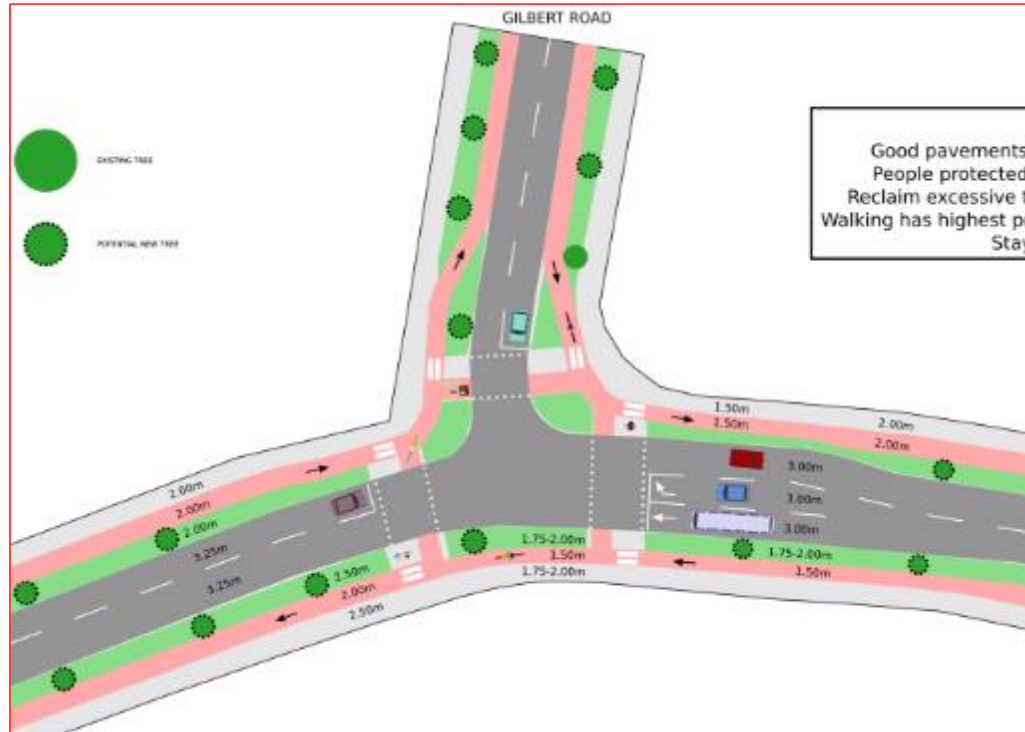 GILBERT ROAD
EXISTING TREE
POTENTIAL NEW TREE
Good pavements
People protected
Reclaim excessive
Walking has highest
Stay
1.50m
1.50m
2.00m
2.00m
3.00m
3.00m
3.00m
2.00m
2.00m
2.00m
3.25m
3.25m
2.50m
2.00m
2.50m
1.75-2.00m
1.50m
1.75-2.00m
1.75-2.00m
1.50m